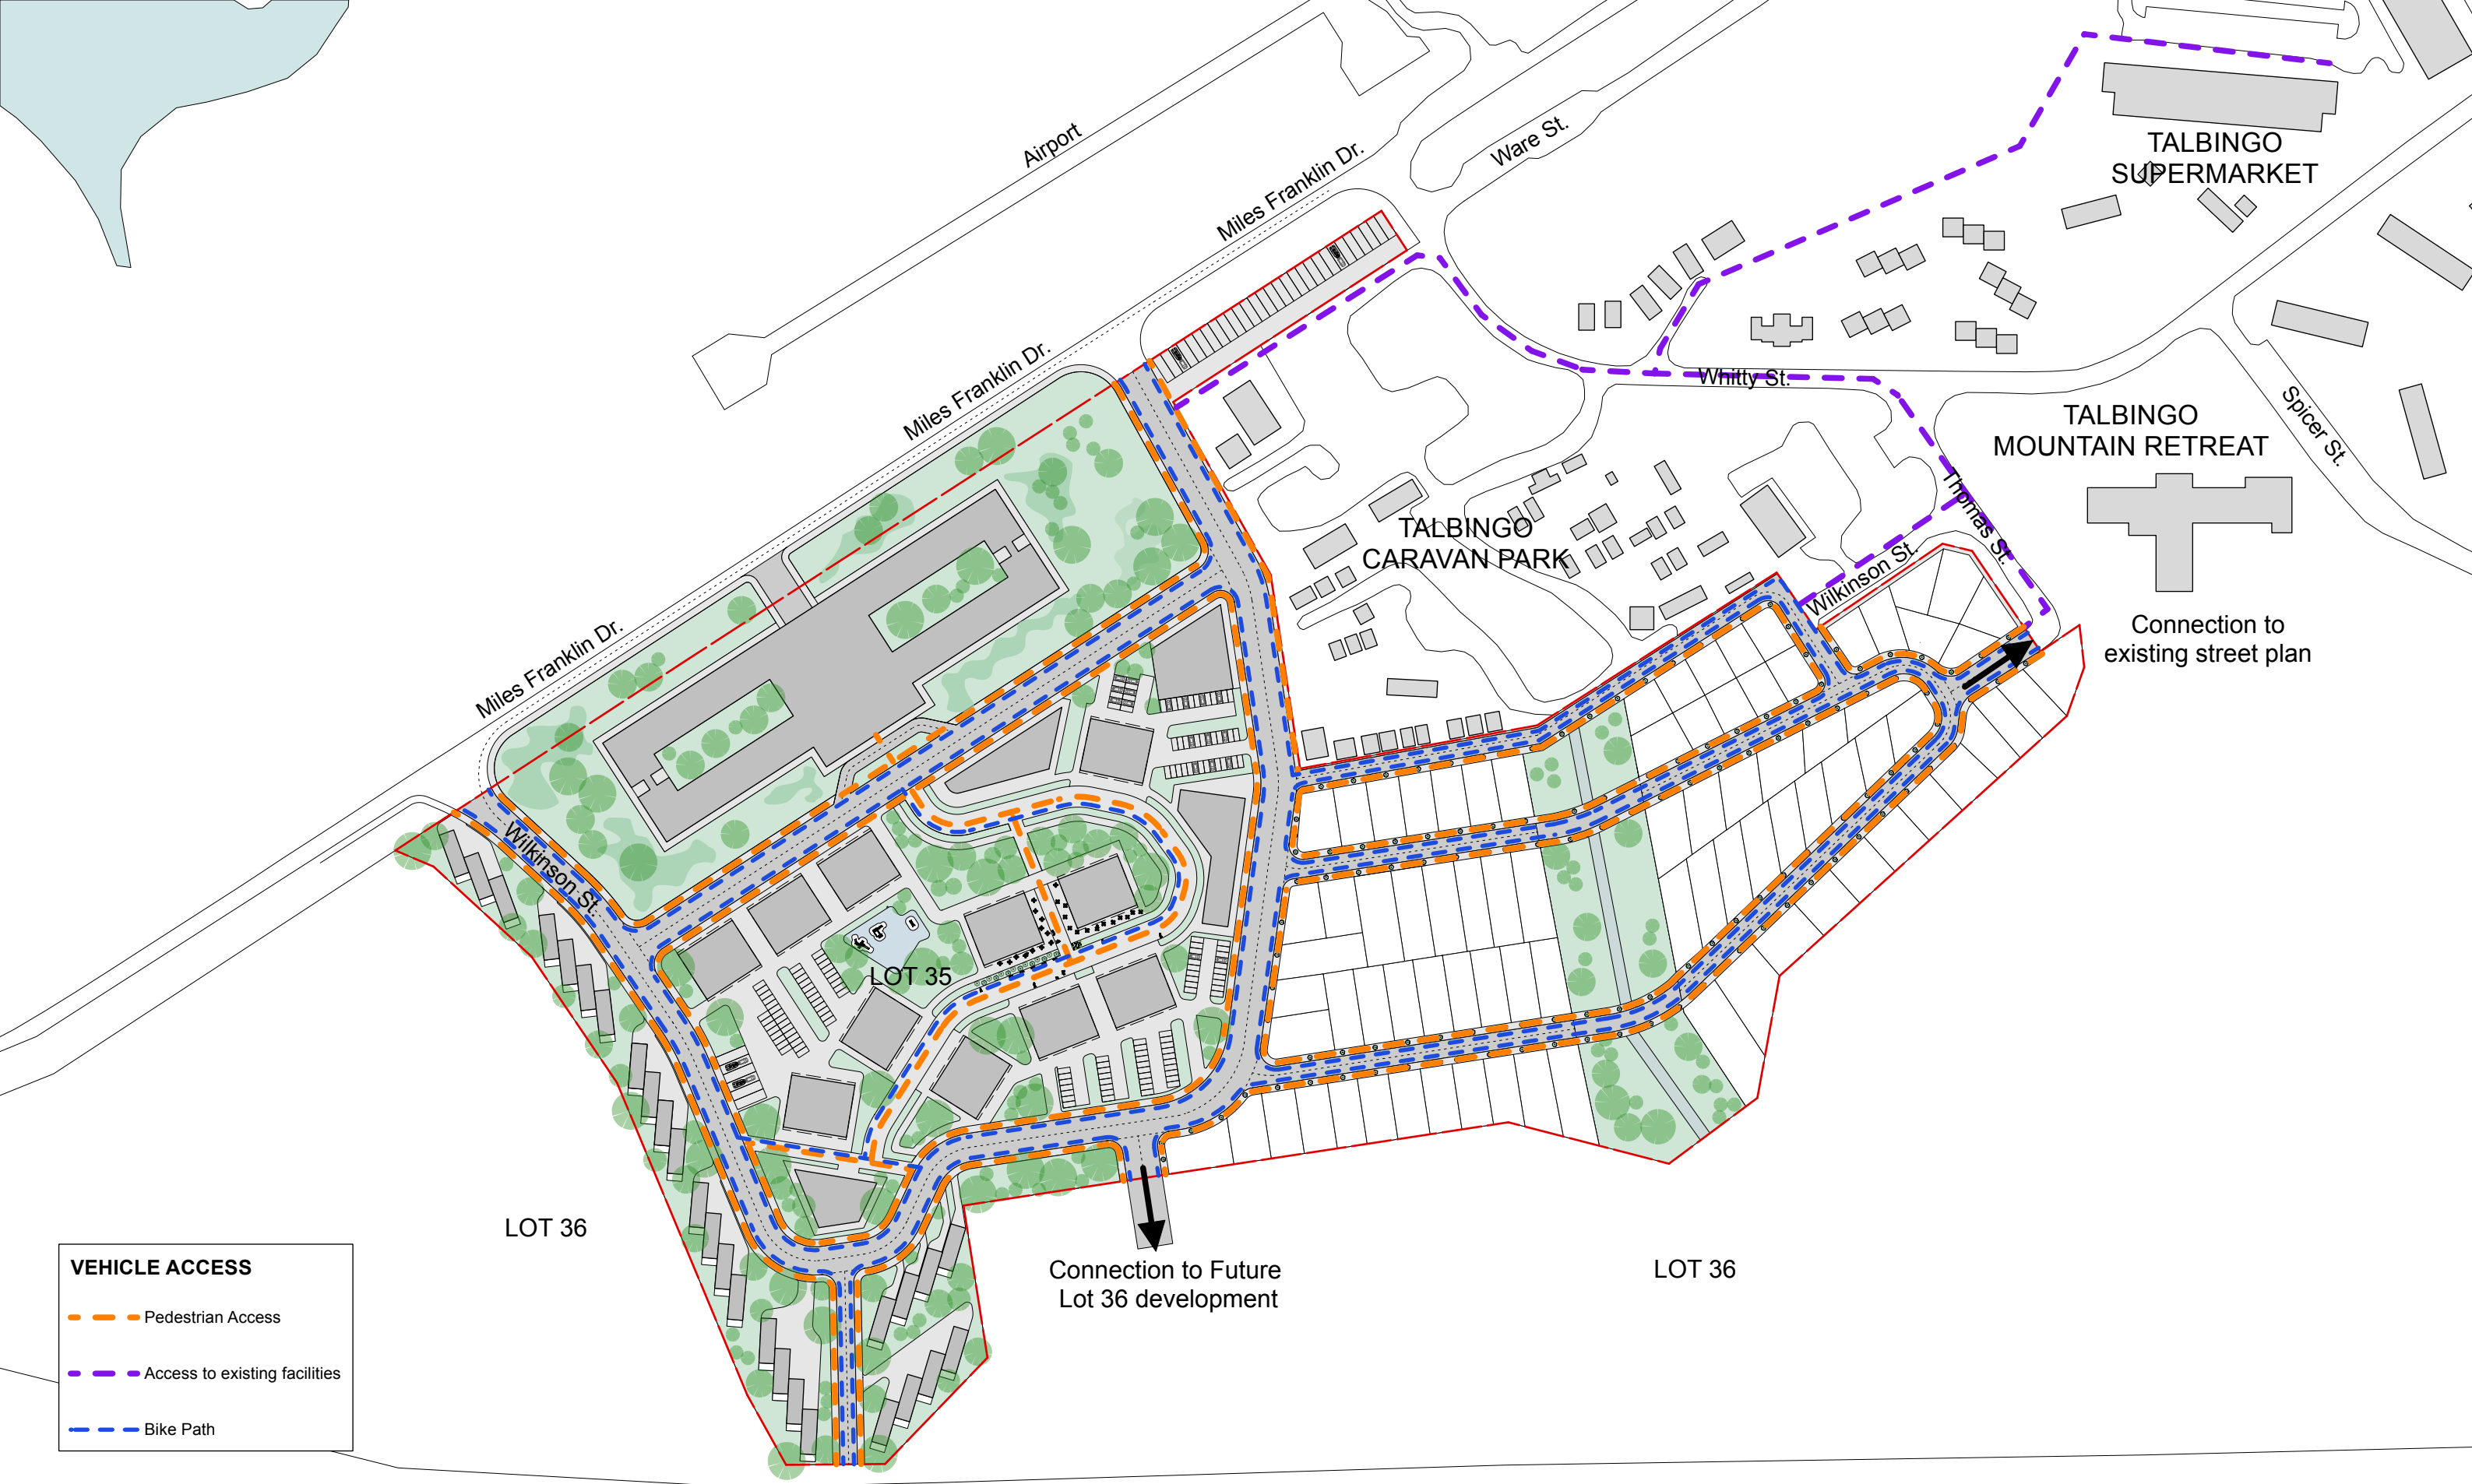 Airport
Miles Franklin Dr.
Ware St.
TALBINGO
SUPERMARKET
Miles Franklin Dr.
Whitty St.
Spicer St.
TALBINGO
MOUNTAIN RETREAT
Thomas St.
TALBINGO
CARAVAN PARK
Wilkinson St.
Miles Franklin Dr.
Connection to
existing street plan
Wilkinson St.
LOT 35
LOT 36
Connection to Future
Lot 36 development
LOT 36
VEHICLE ACCESS
Pedestrian Access
Access to existing facilities
Bike Path